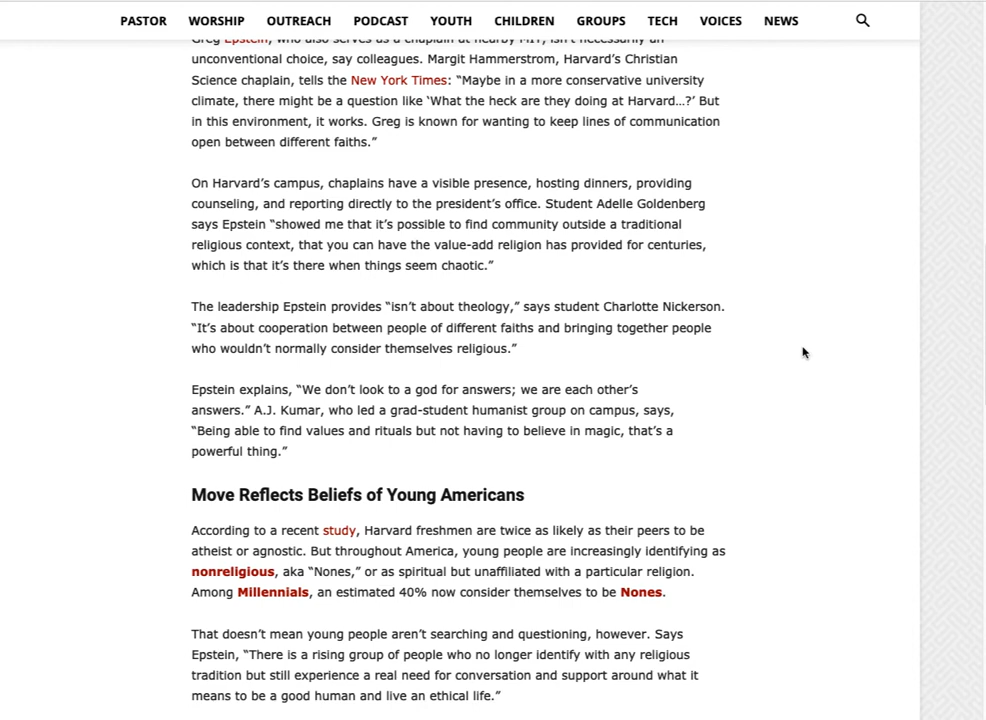 PASTOR WORSHIP OUTREACH PODCAST YOUTH CHILDREN GROUPS TECH VOICES NEWS
Greg Epstein, who also serves as a chaplain at nearby MIT, isn’t necessarily an
unconventional choice, say colleagues. Margit Hammerstrom, Harvard’s Christian
Science chaplain, tells the New York Times: “Maybe in a more conservative university
climate, there might be a question like ‘What the heck are they doing at Harvard…?’ But
in this environment, it works. Greg is known for wanting to keep lines of communication
open between different faiths.”
On Harvard’s campus, chaplains have a visible presence, hosting dinners, providing
counseling, and reporting directly to the president’s office. Student Adelle Goldenberg
says Epstein “showed me that it’s possible to find community outside a traditional
religious context, that you can have the value-add religion has provided for centuries,
which is that it’s there when things seem chaotic.”
The leadership Epstein provides “isn’t about theology,” says student Charlotte Nickerson.
“It’s about cooperation between people of different faiths and bringing together people
who wouldn’t normally consider themselves religious.”
Epstein explains, “We don’t look to a god for answers; we are each other’s
answers.” A.J. Kumar, who led a grad-student humanist group on campus, says,
“Being able to find values and rituals but not having to believe in magic, that’s a
powerful thing.”
Move Reflects Beliefs of Young Americans
According to a recent study, Harvard freshmen are twice as likely as their peers to be
atheist or agnostic. But throughout America, young people are increasingly identifying as
nonreligious, aka “Nones,” or as spiritual but unaffiliated with a particular religion.
Among Millennials, an estimated 40% now consider themselves to be Nones.
That doesn’t mean young people aren’t searching and questioning, however. Says
Epstein, “There is a rising group of people who no longer identify with any religious
tradition but still experience a real need for conversation and support around what it
means to be a good human and live an ethical life.”